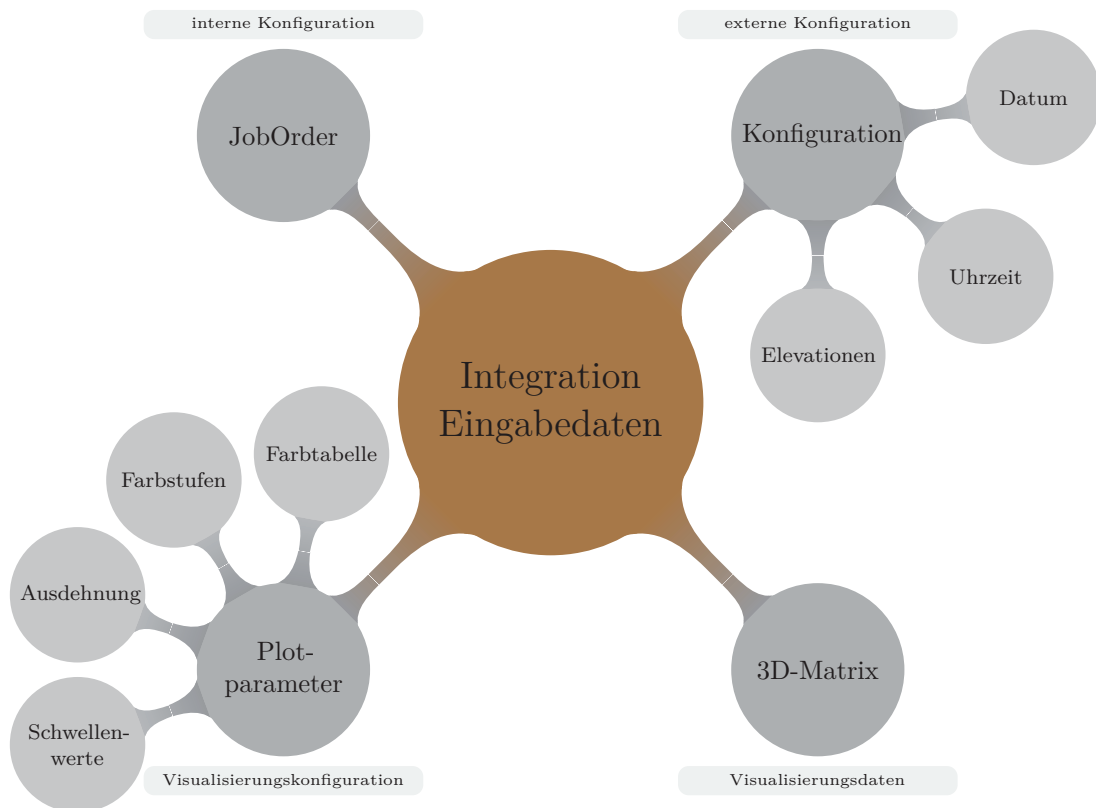 interne Konfiguration
externe Konfiguration
JobOrder
Konfiguration
Datum
Uhrzeit
Elevationen
Integration
Eingabedaten
Farbtabelle
Farbstufen
Ausdehnung
Schwellen-
werte
Plot-
parameter
3D-Matrix
Visualisierungskonfiguration
Visualisierungsdaten